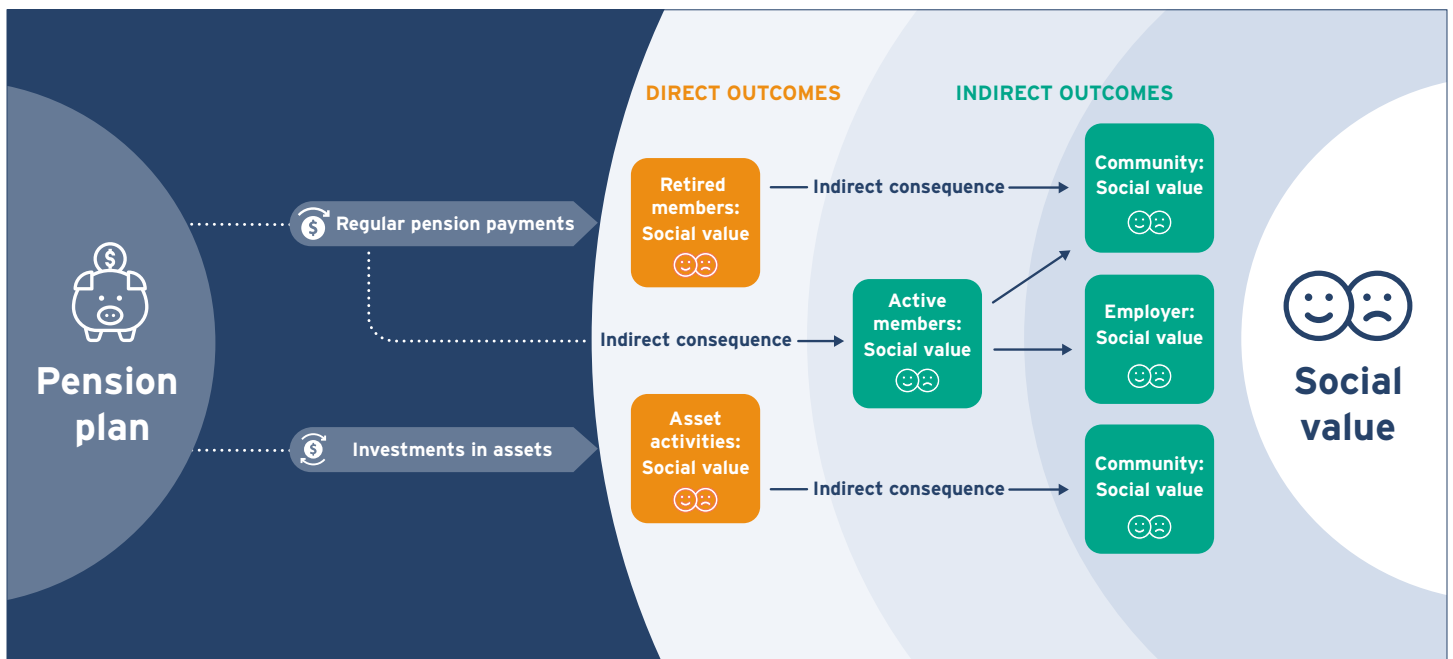 DIRECT OUTCOMES
INDIRECT OUTCOMES
Pension
plan
$
$
Regular pension payments
$
Investments in assets
Retired
members:
Social value
Indirect consequence
Community:
Social value
Indirect consequence
Active
members:
Social value
Employer:
Social value
Asset
activities:
Social value
Indirect consequence
Community:
Social value
Social
value